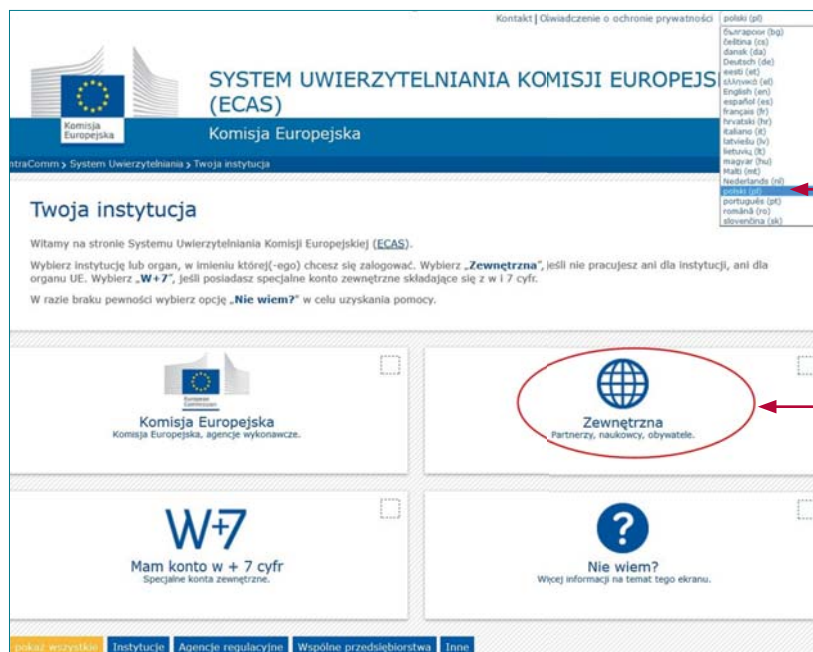 Kontakt | Oświadczenie o ochronie prywatności polski (pl)
български (bg)
čeština (cs)
dansk (da)
Deutsch (de)
eesti (et)
ελληνικά (el)
English (en)
español (es)
français (fr)
hrvatski (hr)
italiano (it)
latviešu (lv)
lietuvių (lt)
magyar (hu)
Malti (mt)
Nederlands (nl)
polski (pl)
português (pt)
română (ro)
slovenčina (sk)
SYSTEM UWIERZYTELNIANIA KOMISJI EUROPEJS
(ECAS)
Komisja
Europejska
Komisja Europejska
ntraComm > System Uwierzytelniania > Twoja instytucja
Twoja instytucja
Witamy na stronie Systemu Uwierzytelniania Komisji Europejskiej (ECAS).
Wybierz instytucję lub organ, w imieniu której(-ego) chcesz się zalogować. Wybierz „Zewnętrzna”, jeśli nie pracujesz ani dla instytucji, ani dla
organu UE. Wybierz „W+7”, jeśli posiadasz specjalne konto zewnętrzne składające się z w i 7 cyfr.
W razie braku pewności wybierz opcję „Nie wiem?” w celu uzyskania pomocy.
European
Commission
Komisja Europejska
Komisja Europejska, agencje wykonawcze.
Zewnętrzna
Partnerzy, naukowcy, obywatele.
W+7
Mam konto w + 7 cyfr
Specjalne konta zewnętrzne.
?
Nie wiem?
Więcej informacji na temat tego ekranu.
pokaż wszystkie Instytucje Agencje regulacyjne Wspólne przedsiębiorstwa Inne